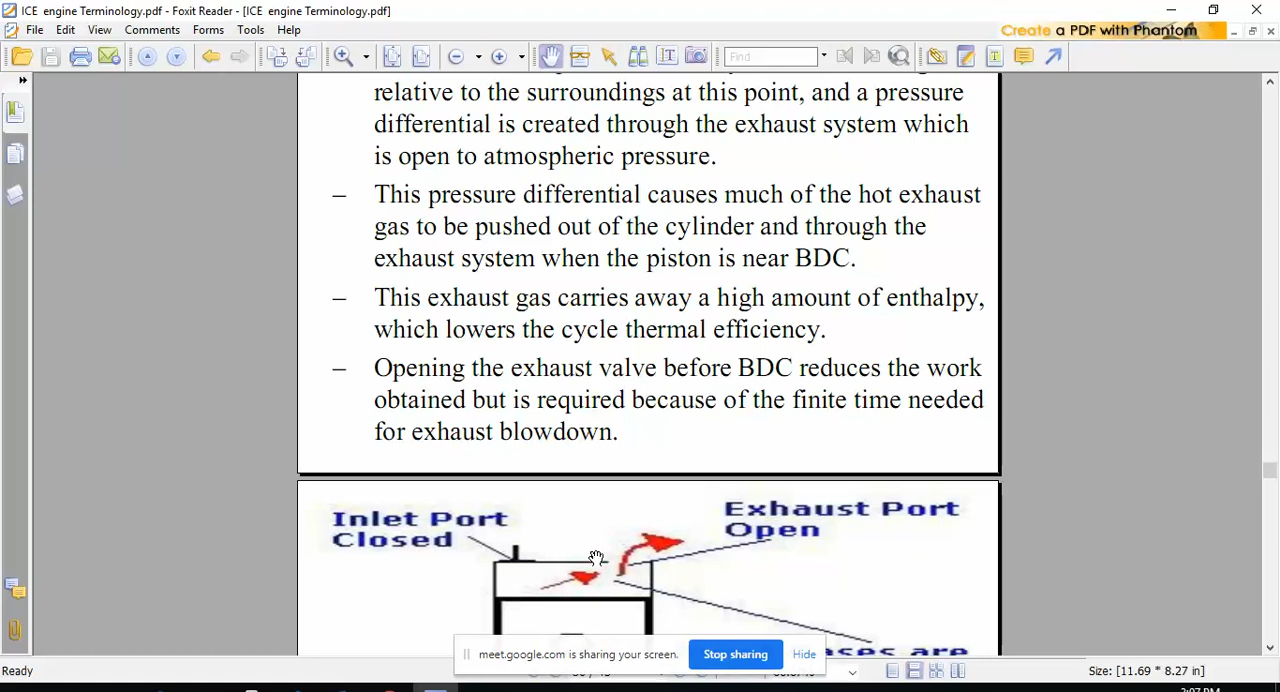 ICE engine Terminology.pdf - Foxit Reader - [ICE engine Terminology.pdf]
File Edit View Comments Forms Tools Help
Create a PDF with Phantom
Find
relative to the surroundings at this point, and a pressure
differential is created through the exhaust system which
is open to atmospheric pressure.
– This pressure differential causes much of the hot exhaust
gas to be pushed out of the cylinder and through the
exhaust system when the piston is near BDC.
– This exhaust gas carries away a high amount of enthalpy,
which lowers the cycle thermal efficiency.
– Opening the exhaust valve before BDC reduces the work
obtained but is required because of the finite time needed
for exhaust blowdown.
Inlet Port
Closed
Exhaust Port
Open
are
meet.google.com is sharing your screen. Stop sharing Hide
Ready
Size: [11.69 * 8.27 in]